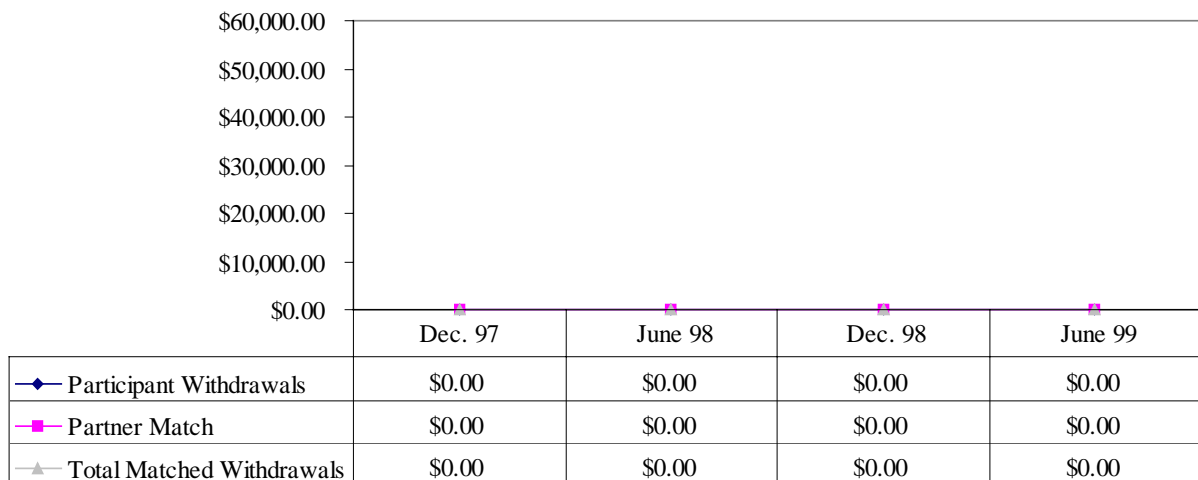 $60,000.00
$50,000.00
$40,000.00
$30,000.00
$20,000.00
$10,000.00
$0.00
Dec. 97 June 98 Dec. 98 June 99
Participant Withdrawals $0.00 $0.00 $0.00 $0.00
Partner Match $0.00 $0.00 $0.00 $0.00
Total Matched Withdrawals $0.00 $0.00 $0.00 $0.00